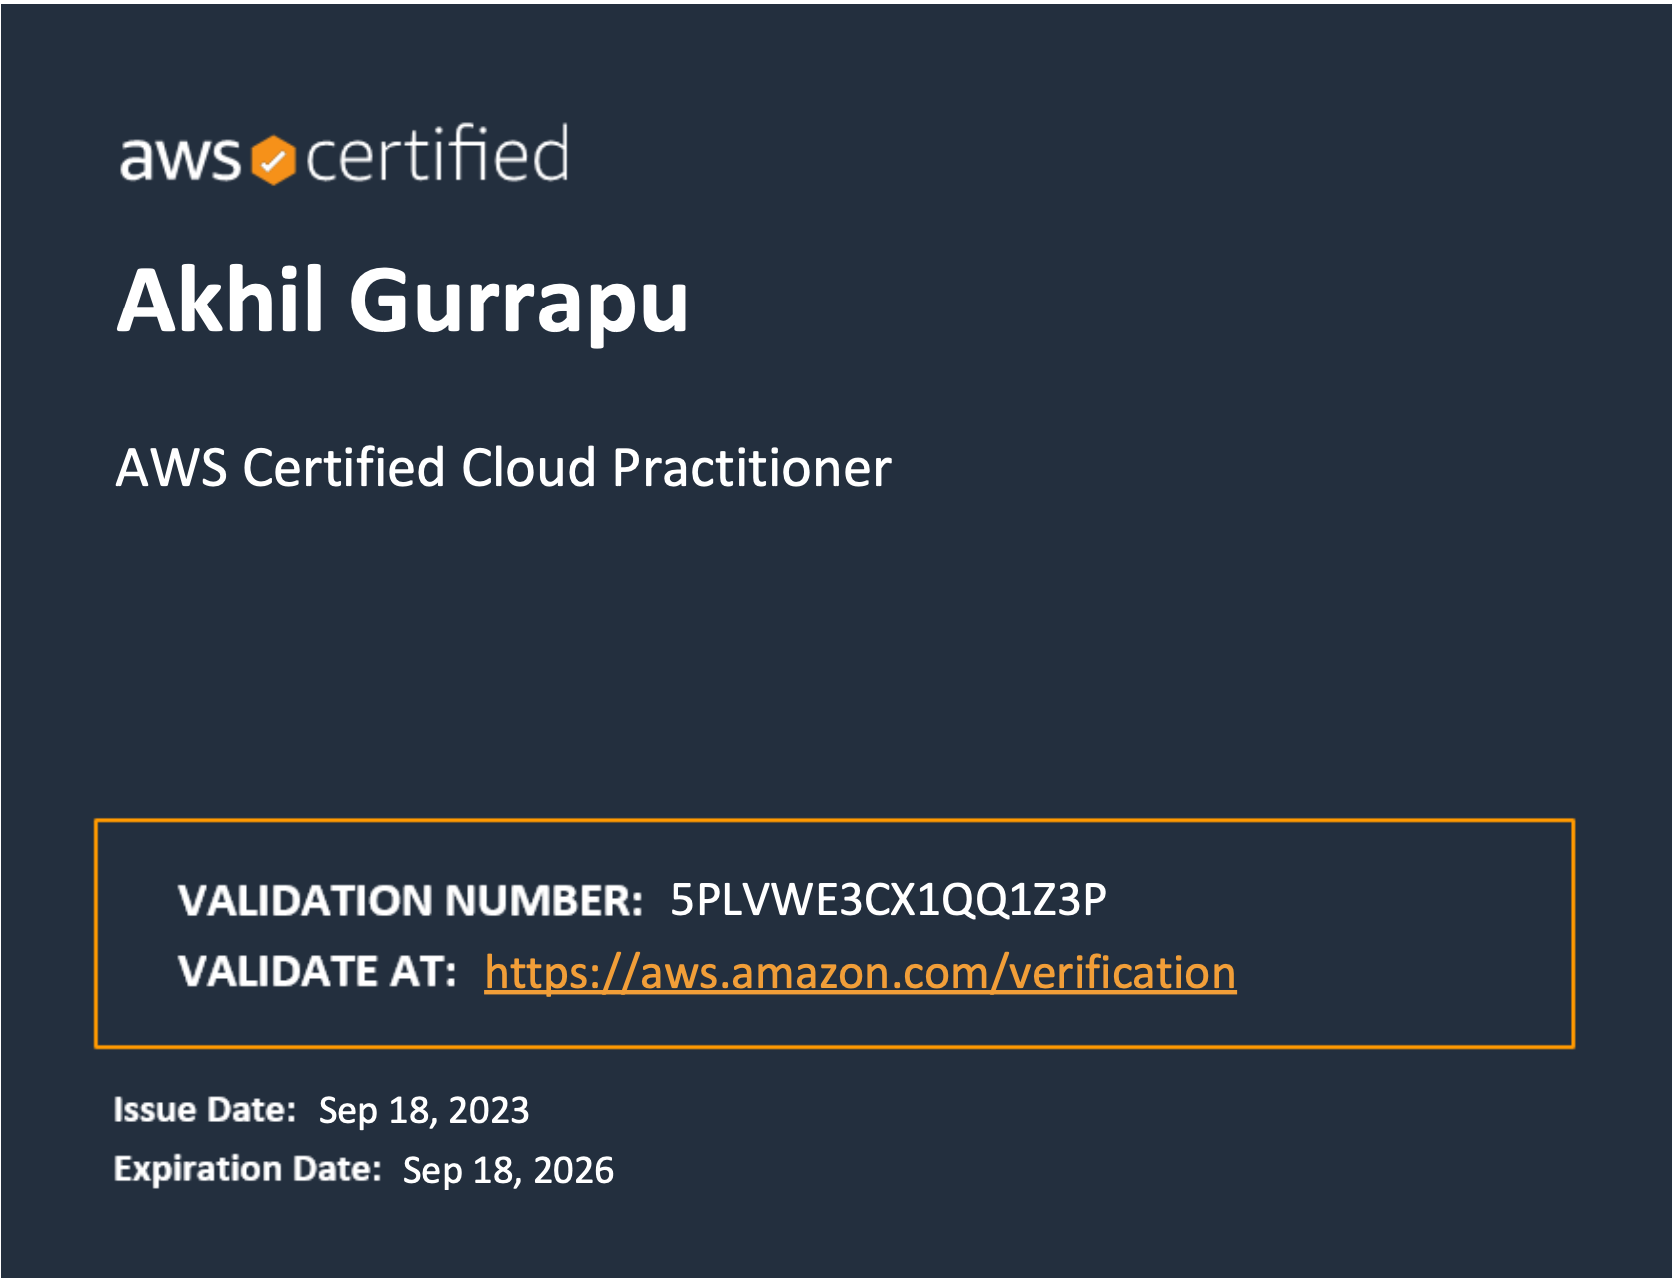 aws certified
Akhil Gurrapu
AWS Certified Cloud Practitioner
VALIDATION NUMBER: 5PLVWE3CX1QQ1Z3P
VALIDATE AT: https://aws.amazon.com/verification
Issue Date: Sep 18, 2023
Expiration Date: Sep 18, 2026